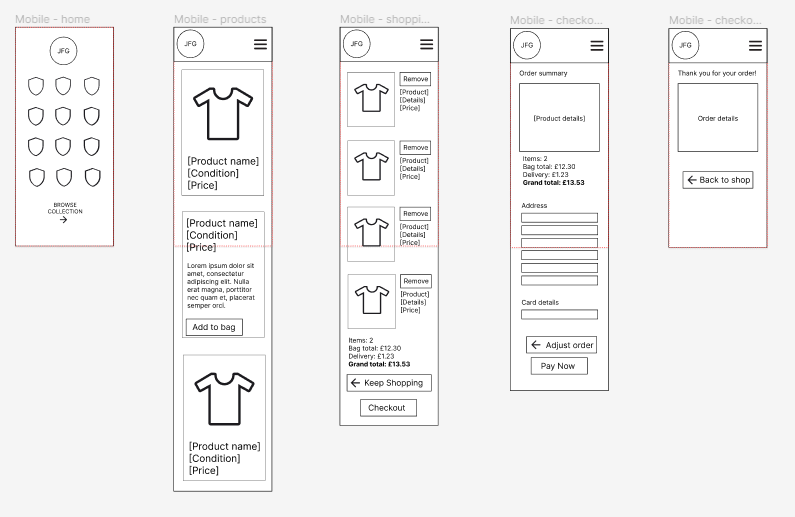 Mobile - home
JFG
BROWSE
COLLECTION
Mobile - products
JFG
[Product name]
[Condition]
[Price]
[Product name]
[Condition]
[Price]
Lorem ipsum dolor sit
amet, consectetur
adipiscing elit. Nulla
erat magna, porttitor
nec quam et, placerat
semper orci.
Add to bag
[Product name]
[Condition]
[Price]
Mobile - shoppi...
JFG
Remove
[Product]
[Details]
[Price]
Remove
[Product]
[Details]
[Price]
Remove
[Product]
[Details]
[Price]
Remove
[Product]
[Details]
[Price]
Items: 2
Bag total: £12.30
Delivery: £1.23
Grand total: £13.53
Keep Shopping
Checkout
Mobile - checko...
JFG
Order summary
[Product details]
Items: 2
Bag total: £12.30
Delivery: £1.23
Grand total: £13.53
Address
Card details
Adjust order
Pay Now
Mobile - checko...
JFG
Thank you for your order!
Order details
Back to shop